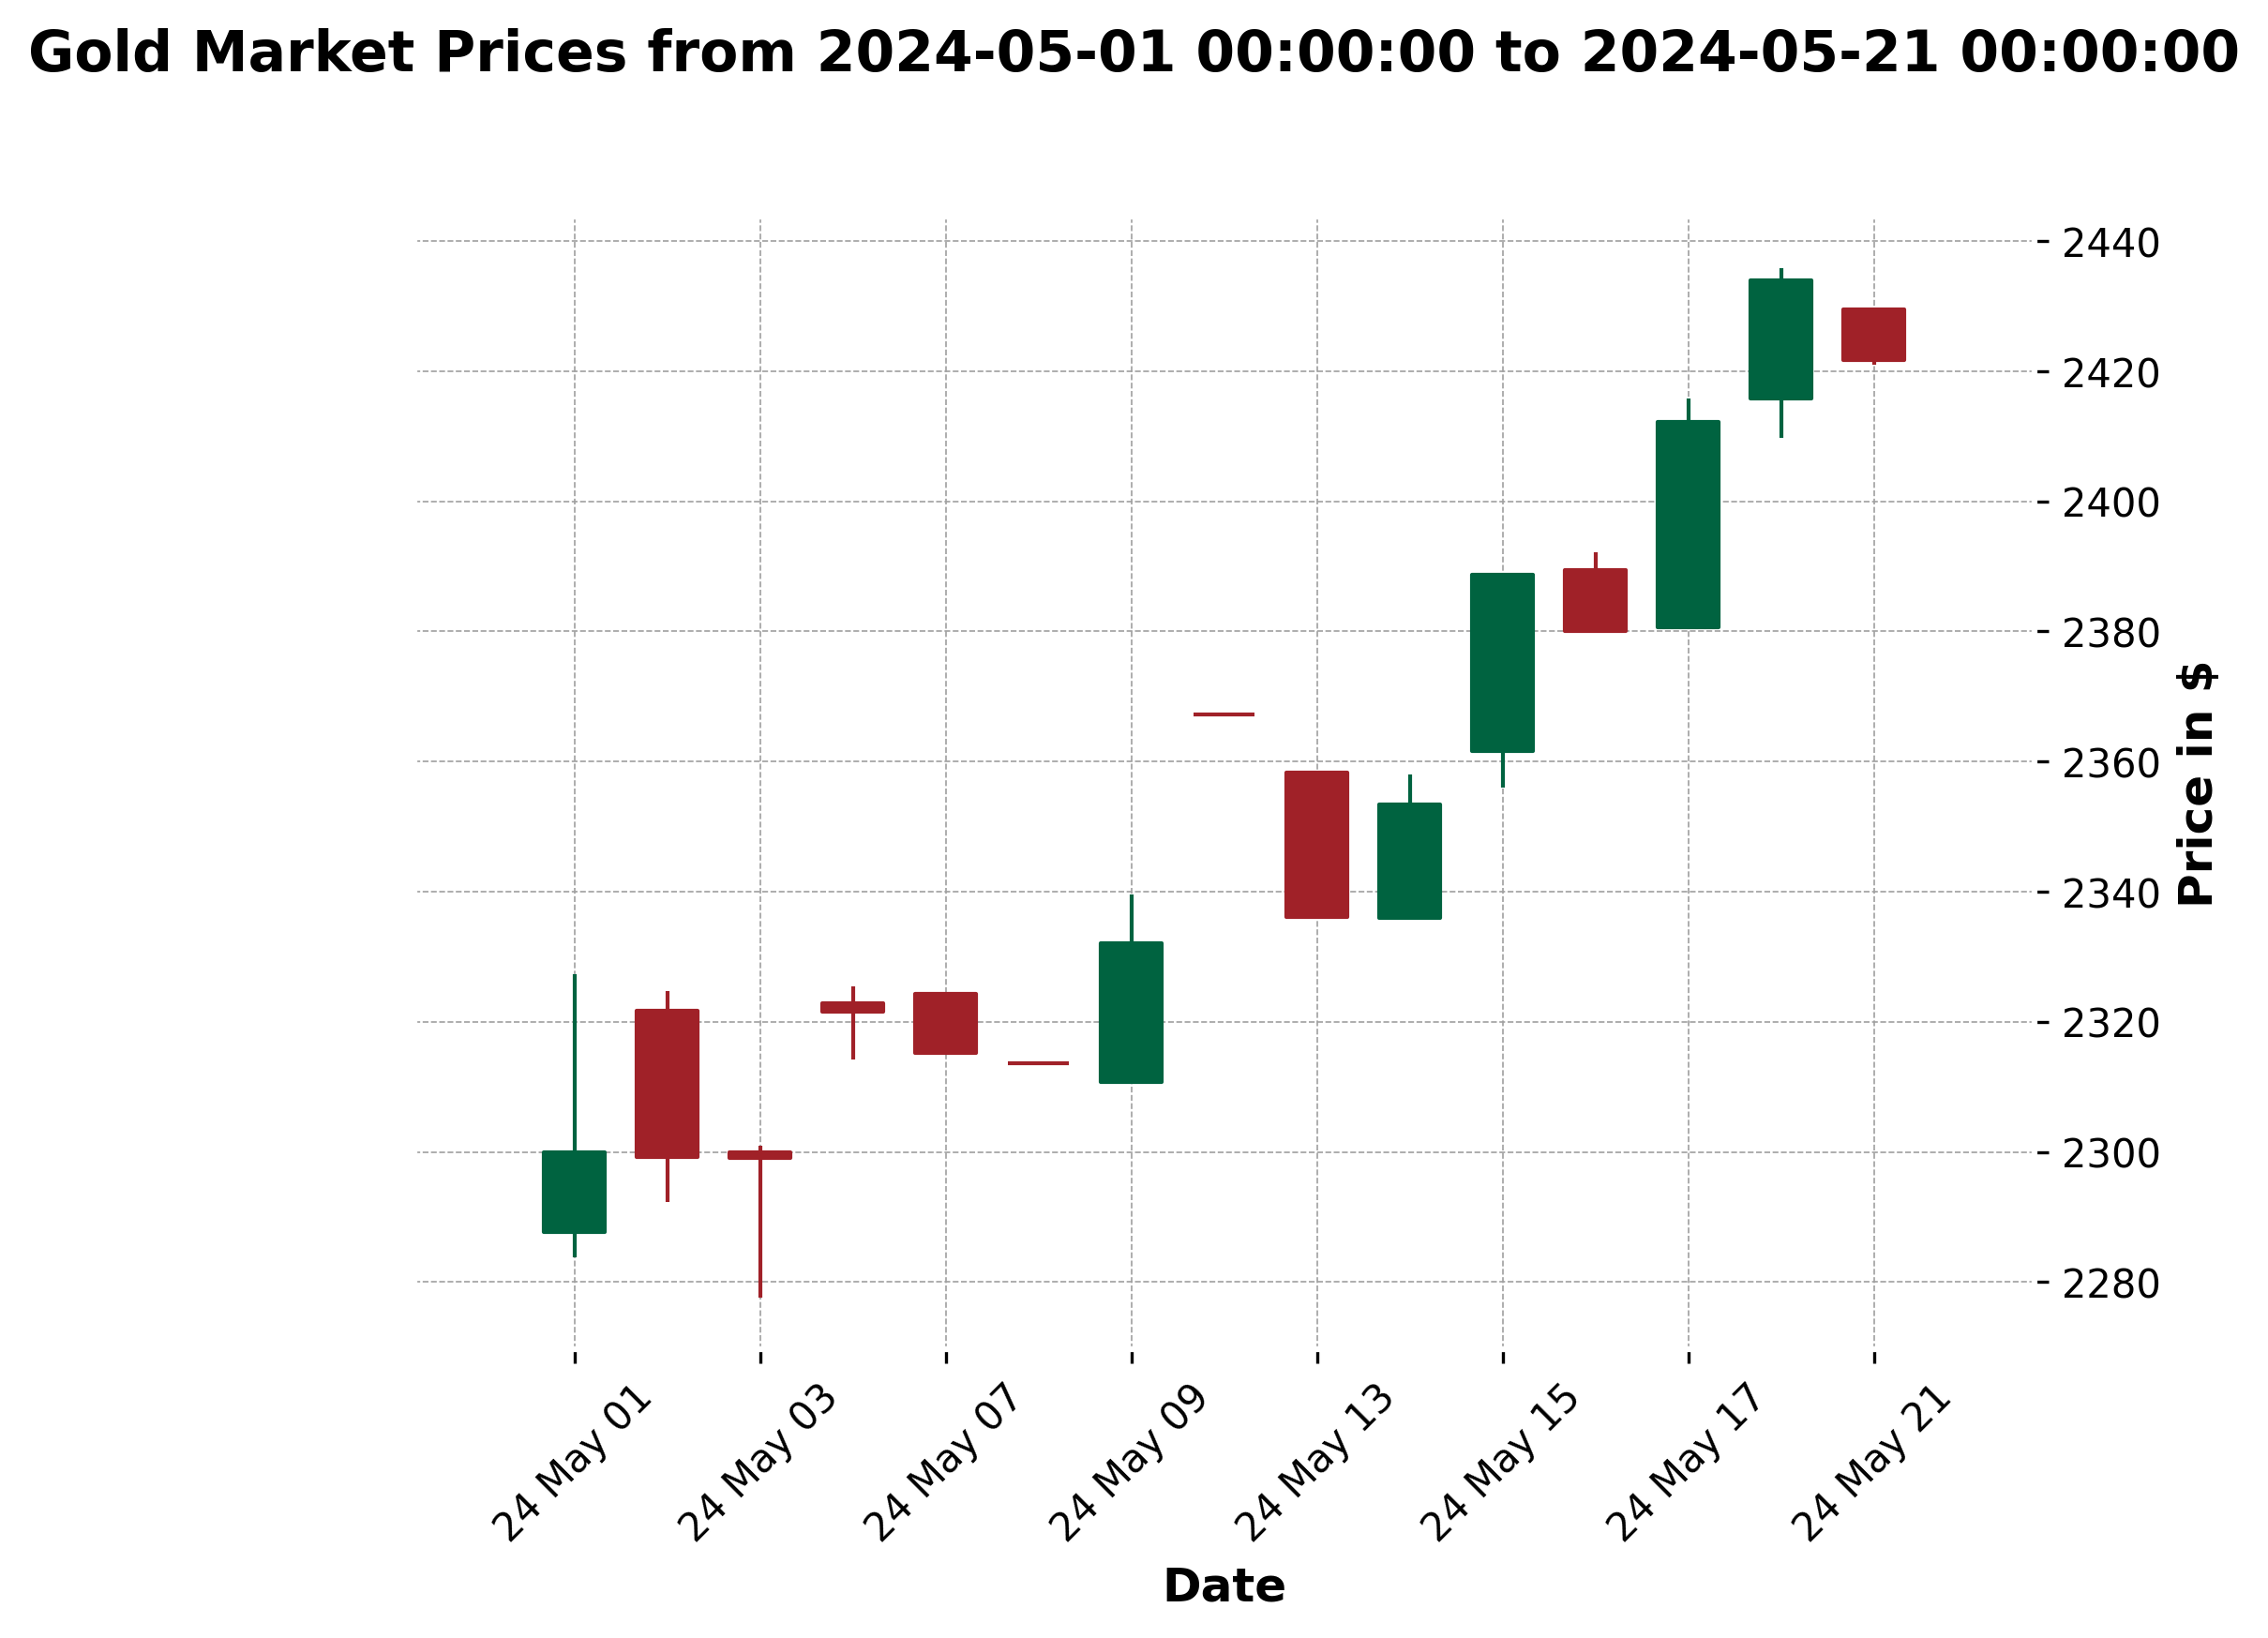 Gold Market Prices from 2024-05-01 00:00:00 to 2024-05-21 00:00:00
2440
2420
2400
2380
2360
2340
2320
2300
2280
Price in $
24 May 01
24 May 03
24 May 07
24 May 09
24 May 13
24 May 15
24 May 17
24 May 21
Date